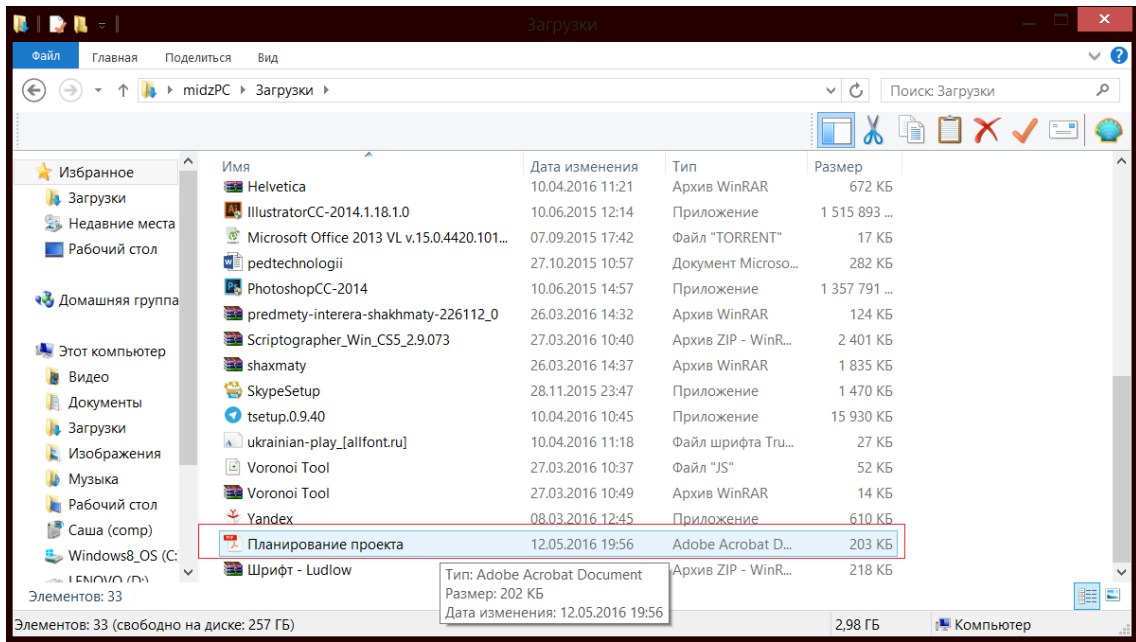 Загрузки
Файл Главная Поделиться Вид
midzPC Загрузки Поиск: Загрузки
Имя Дата изменения Тип Размер
Избранное
Загрузки
Недавние места
Рабочий стол
Домашняя группа
Этот компьютер
Видео
Документы
Загрузки
Изображения
Музыка
Рабочий стол
Саша (comp)
Windows8_OS (C:
LENOVO (D:)
Helvetica 10.04.2016 11:21 Архив WinRAR 672 КБ
IllustratorCC-2014.1.18.1.0 10.06.2015 12:14 Приложение 1 515 893 ...
Microsoft Office 2013 VL v.15.0.4420.101... 07.09.2015 17:42 Файл "TORRENT" 17 КБ
pedtechnologii 27.10.2015 10:57 Документ Microso... 282 КБ
PhotoshopCC-2014 10.06.2015 14:57 Приложение 1 357 791 ...
predmety-interera-shakhmaty-226112_0 26.03.2016 14:32 Архив WinRAR 124 КБ
Scriptographer_Win_CS5_2.9.073 27.03.2016 10:40 Архив ZIP - WinR... 2 401 КБ
shaxmaty 26.03.2016 14:37 Архив WinRAR 1 835 КБ
SkypeSetup 28.11.2015 23:47 Приложение 1 470 КБ
tsetup.0.9.40 10.04.2016 10:45 Приложение 15 930 КБ
ukrainian-play_[allfont.ru] 10.04.2016 11:18 Файл шрифта Tru... 27 КБ
Voronoi Tool 27.03.2016 10:37 Файл "JS" 52 КБ
Voronoi Tool 27.03.2016 10:49 Архив WinRAR 14 КБ
Yandex 08.03.2016 12:45 Приложение 610 КБ
Планирование проекта 12.05.2016 19:56 Adobe Acrobat D... 203 КБ
Шрифт - Ludlow Архив ZIP - WinR... 218 КБ
Тип: Adobe Acrobat Document
Размер: 202 КБ
Дата изменения: 12.05.2016 19:56
Элементов: 33
Элементов: 33 (свободно на диске: 257 ГБ) 2,98 ГБ Компьютер